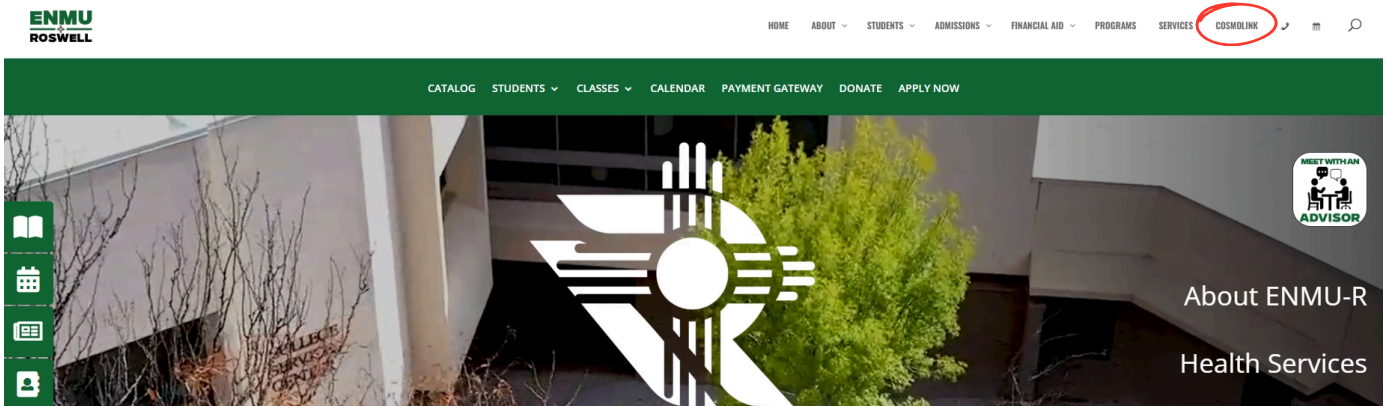 ENMU
ROSWELL
HOME ABOUT STUDENTS ADMISSIONS FINANCIAL AID PROGRAMS SERVICES COSMOLINK
CATALOG STUDENTS CLASSES CALENDAR PAYMENT GATEWAY DONATE APPLY NOW
MEET WITH AN
ADVISOR
About ENMU-R
Health Services